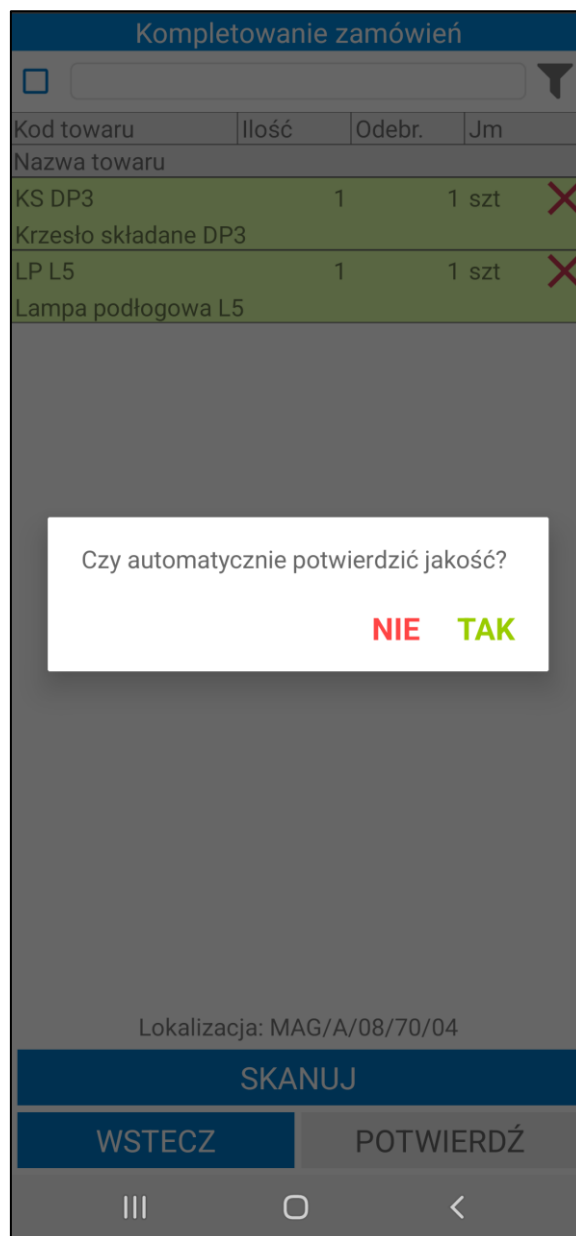 Kompletowanie zamówień
Kod towaru Ilość Odebr. Jm
Nazwa towaru
KS DP3 1 1 szt
Krzesło składane DP3
LP L5 1 1 szt
Lampa podłogowa L5
Czy automatycznie potwierdzić jakość?
NIE TAK
Lokalizacja: MAG/A/08/70/04
SKANUJ
WSTECZ POTWIERDŹ